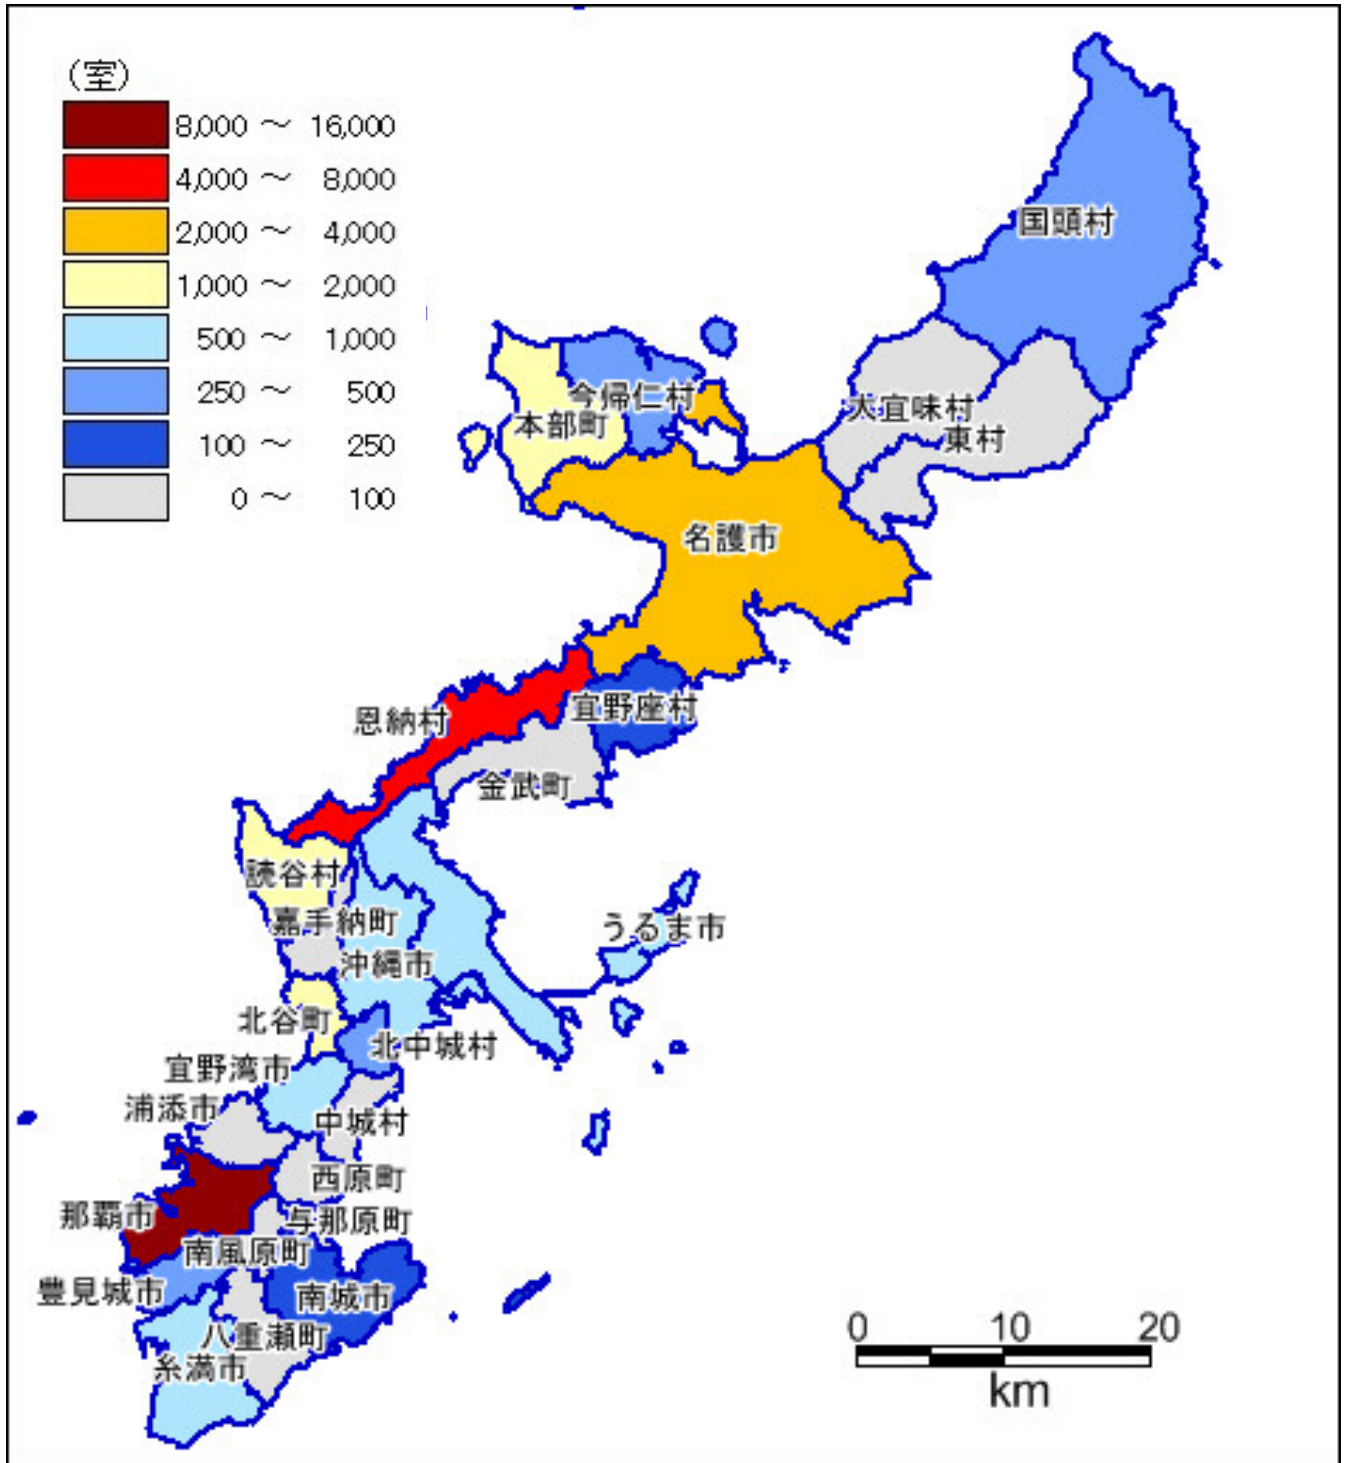 (室)
8,000 ～ 16,000
4,000 ～ 8,000
2,000 ～ 4,000
1,000 ～ 2,000
500 ～ 1,000
250 ～ 500
100 ～ 250
0 ～ 100
国頭村
今帰仁村
大宜味村
本部町
東村
名護市
宜野座村
恩納村
金武町
読谷村
嘉手納町
うるま市
沖縄市
北谷町
北中城村
宜野湾市
浦添市
中城村
西原町
那覇市
与那原町
南風原町
豊見城市
南城市
八重瀬町
糸満市
0 10 20
km